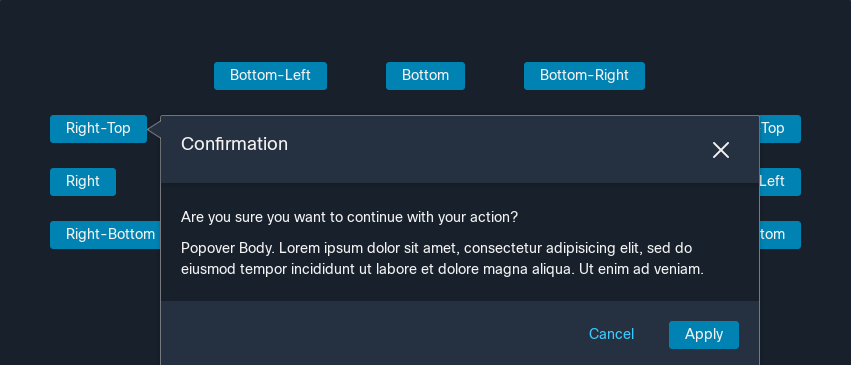 Bottom-Left Bottom Bottom-Right
Right-Top Top
Confirmation
Right Left
Are you sure you want to continue with your action?
Right-Bottom tom
Popover Body. Lorem ipsum dolor sit amet, consectetur adipisicing elit, sed do
eiusmod tempor incididunt ut labore et dolore magna aliqua. Ut enim ad veniam.
Cancel Apply